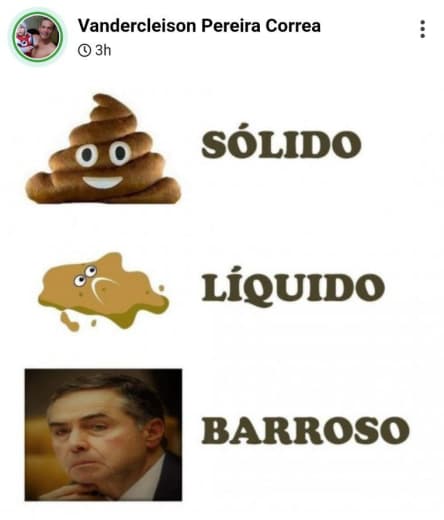 Vandercleison Pereira Correa
3h
SÓLIDO
LÍQUIDO
BARROSO